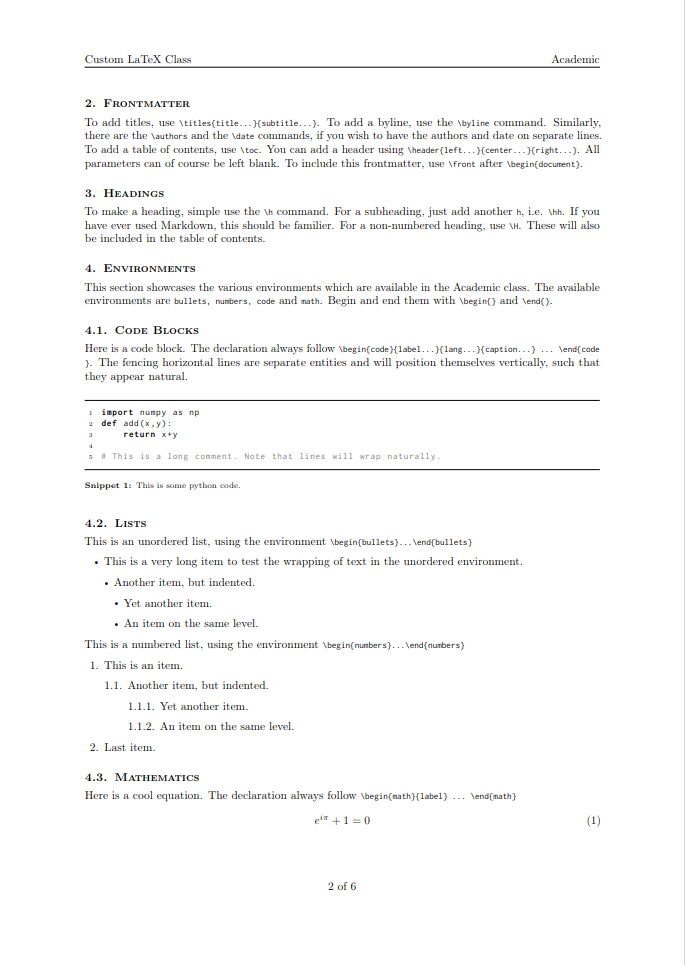 Custom LaTeX Class Academic
2. Frontmatter
To add titles, use \titles{title...}{subtitle...}. To add a byline, use the \byline command. Similarly,
there are the \authors and the \date commands, if you wish to have the authors and date on separate lines.
To add a table of contents, use \toc. You can add a header using \header{left...}{center...}{right...}. All
parameters can of course be left blank. To include this frontmatter, use \front after \begin{document}.
3. Headings
To make a heading, simple use the \h command. For a subheading, just add another h, i.e. \hh. If you
have ever used Markdown, this should be familier. For a non-numbered heading, use \H. These will also
be included in the table of contents.
4. Environments
This section showcases the various environments which are available in the Academic class. The available
environments are bullets, numbers, code and math. Begin and end them with \begin{} and \end{}.
4.1. Code Blocks
Here is a code block. The declaration always follow \begin{code}{label...}{lang...}{caption...} ... \end{code
}. The fencing horizontal lines are separate entities and will position themselves vertically, such that
they appear natural.
1 import numpy as np
2 def add(x,y):
3 return x+y
4
5 # This is a long comment. Note that lines will wrap naturally.
Snippet 1: This is some python code.
4.2. Lists
This is an unordered list, using the environment \begin{bullets}...\end{bullets}
• This is a very long item to test the wrapping of text in the unordered environment.
• Another item, but indented.
• Yet another item.
• An item on the same level.
This is a numbered list, using the environment \begin{numbers}...\end{numbers}
1. This is an item.
1.1. Another item, but indented.
1.1.1. Yet another item.
1.1.2. An item on the same level.
2. Last item.
4.3. Mathematics
Here is a cool equation. The declaration always follow \begin{math}{label} ... \end{math}
e^{iπ} + 1 = 0 (1)
2 of 6